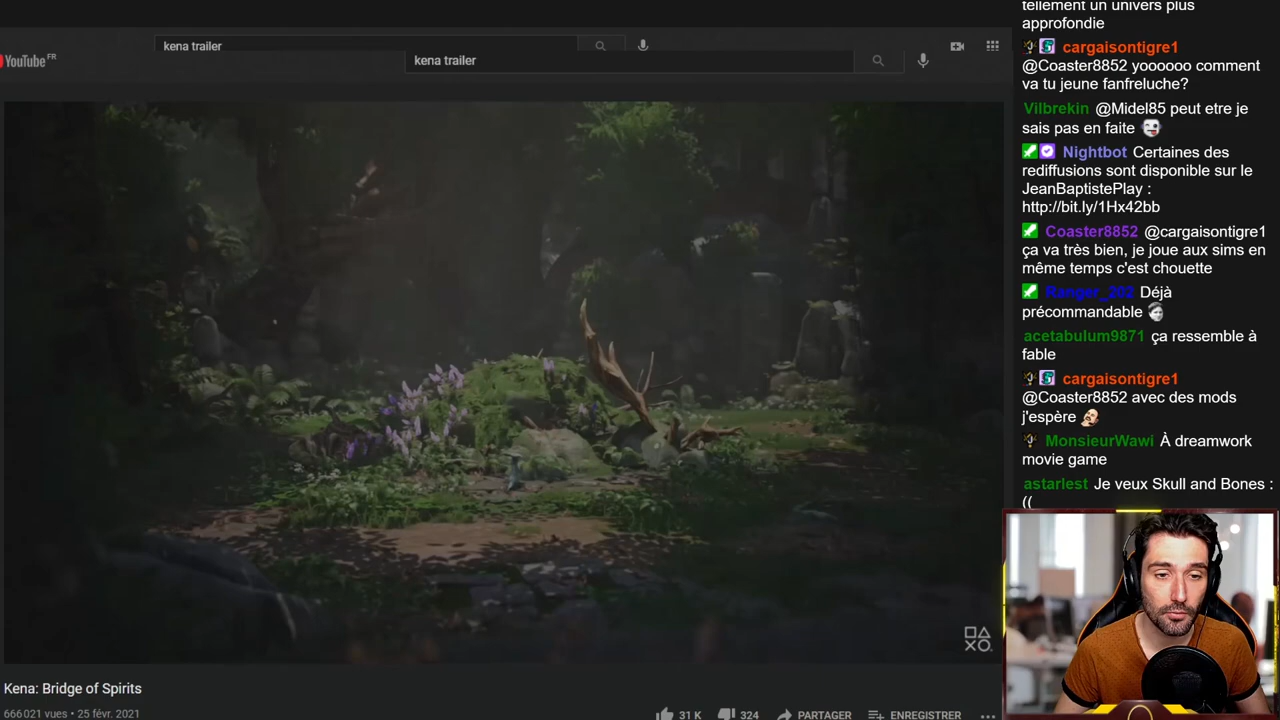 kena trailer
YouTube FR
kena trailer
Kena: Bridge of Spirits
666 021 vues • 25 févr. 2021
31 K
324
PARTAGER
ENREGISTRER
tellement un univers plus
approfondie
cargaisontigre1
@Coaster8852 yoooooo comment
va tu jeune fanfreluche?
Vilbrekin @Midel85 peut etre je
sais pas en faite
Nightbot Certaines des
rediffusions sont disponible sur le
JeanBaptistePlay :
http://bit.ly/1Hx42bb
Coaster8852 @cargaisontigre1
ça va très bien, je joue aux sims en
même temps c'est chouette
Ranger_202 Déjà
précommandable
acetabulum9871 ça ressemble à
fable
cargaisontigre1
@Coaster8852 avec des mods
j'espère
MonsieurWawi À dreamwork
movie game
astarlest Je veux Skull and Bones :
((